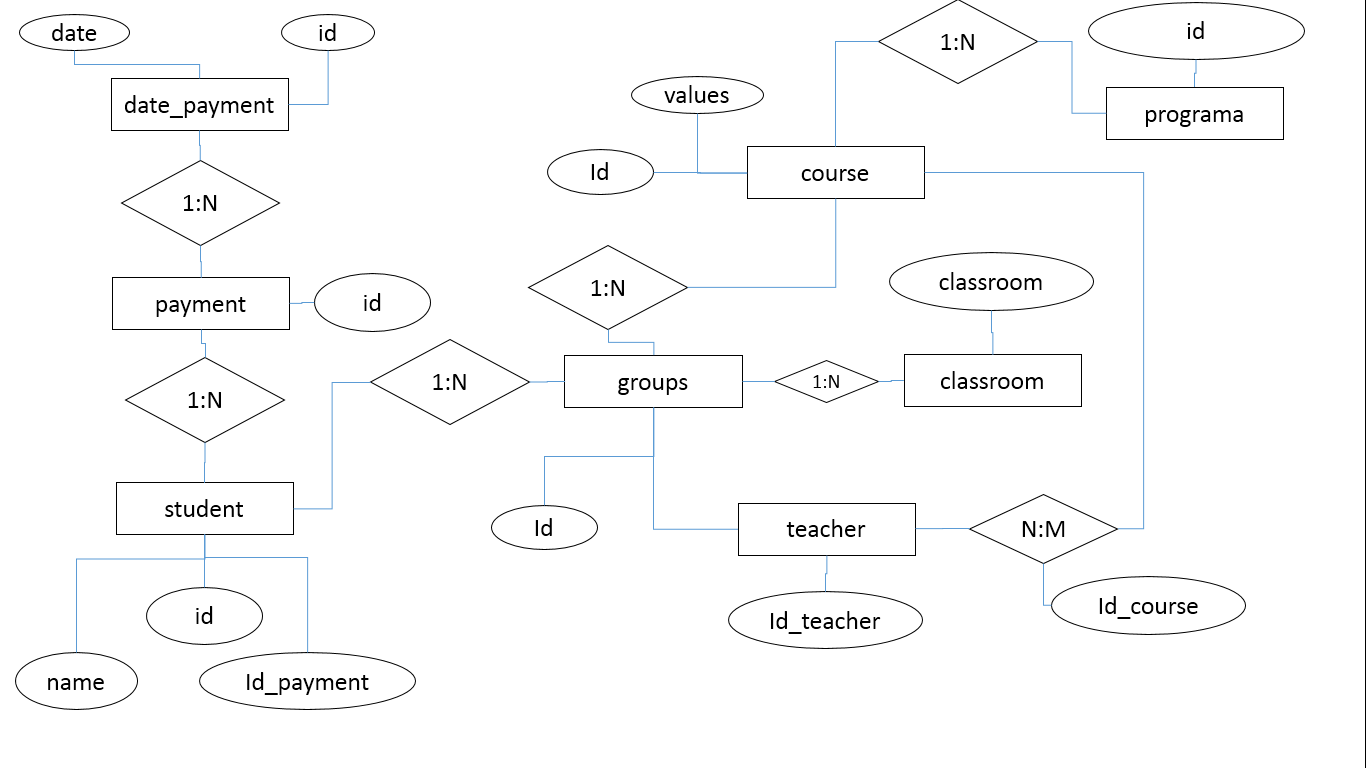 date
id
1:N
id
date_payment
values
programa
Id
course
1:N
1:N
classroom
payment
id
1:N
1:N
groups
1:N
classroom
student
Id
teacher
N:M
id
Id_teacher
Id_course
name
Id_payment